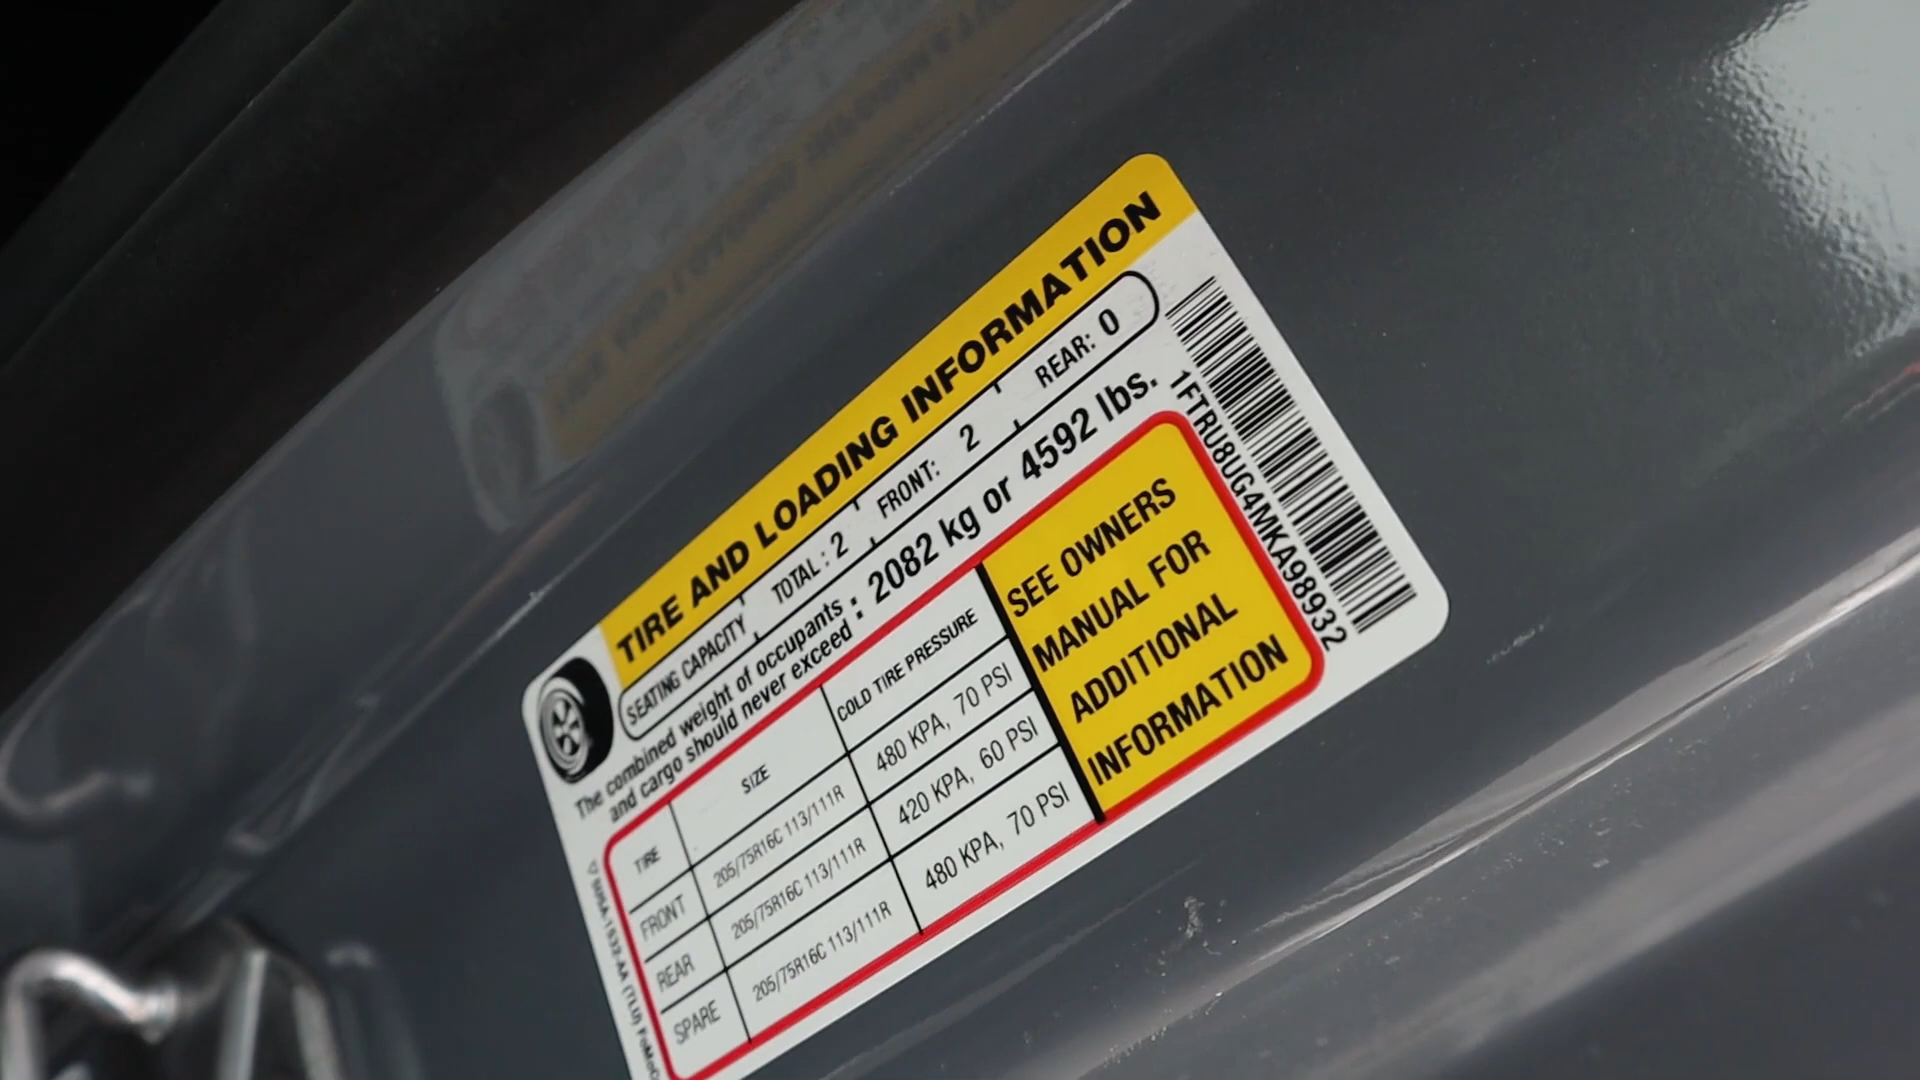 TIRE AND LOADING INFORMATION
SEATING CAPACITY TOTAL: 2 FRONT: 2 REAR: 0
The combined weight of occupants
and cargo should never exceed : 2082 kg or 4592 lbs.
TIRE SIZE COLD TIRE PRESSURE
FRONT 205/75R16C 113/111R 480 KPA, 70 PSI
REAR 205/75R16C 113/111R 420 KPA, 60 PSI
SPARE 205/75R16C 113/111R 480 KPA, 70 PSI
SEE OWNERS
MANUAL FOR
ADDITIONAL
INFORMATION
1FTRU8UG4MKA98932